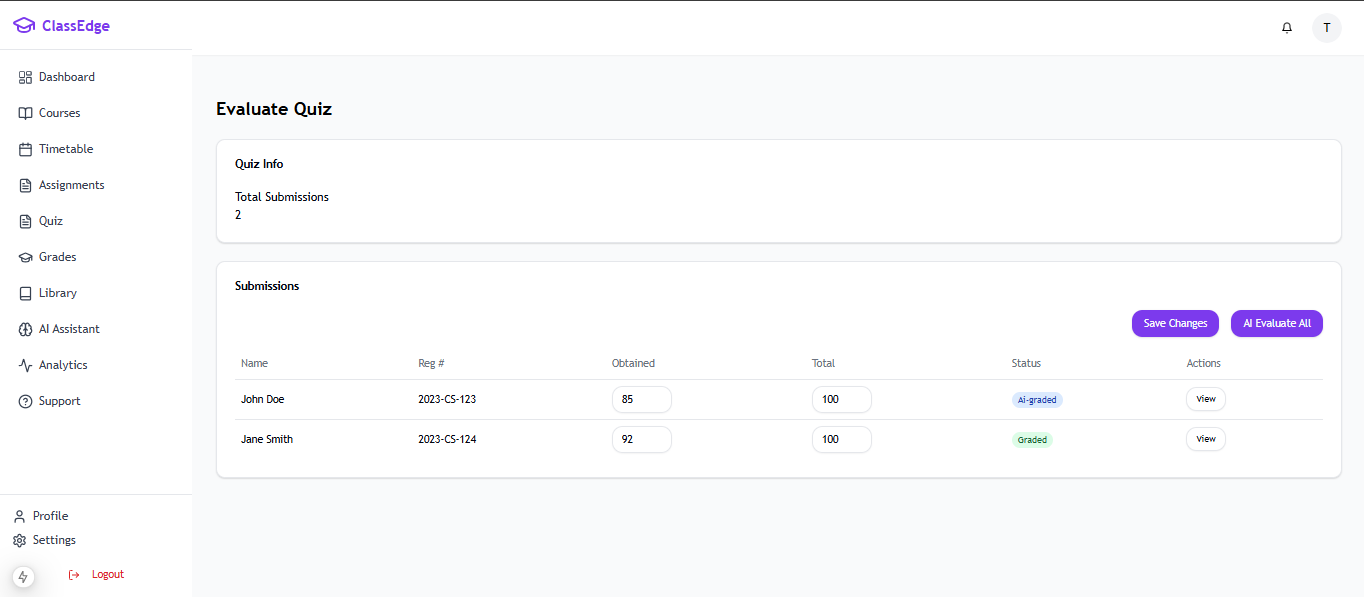 ClassEdge
T
Dashboard
Courses
Timetable
Assignments
Quiz
Grades
Library
AI Assistant
Analytics
Support
Profile
Settings
Logout
Evaluate Quiz
Quiz Info
Total Submissions
2
Submissions
Save Changes AI Evaluate All
Name Reg # Obtained Total Status Actions
John Doe 2023-CS-123 85 100 Ai-graded View
Jane Smith 2023-CS-124 92 100 Graded View